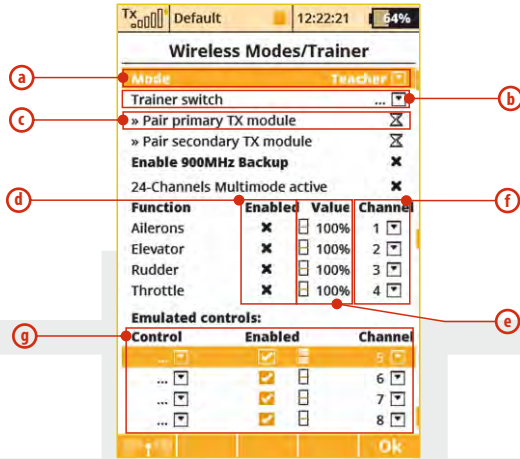 Tx Default 12:22:21 64%
Wireless Modes/Trainer
a
Mode Teacher
Trainer switch ...
b
c
» Pair primary TX module
» Pair secondary TX module
Enable 900MHz Backup
24-Channels Multimode active
d
f
Function Enabled Value Channel
Ailerons 100% 1
Elevator 100% 2
Rudder 100% 3
Throttle 100% 4
e
Emulated controls:
g
Control Enabled Channel
... 5
... 6
... 7
... 8
Ok